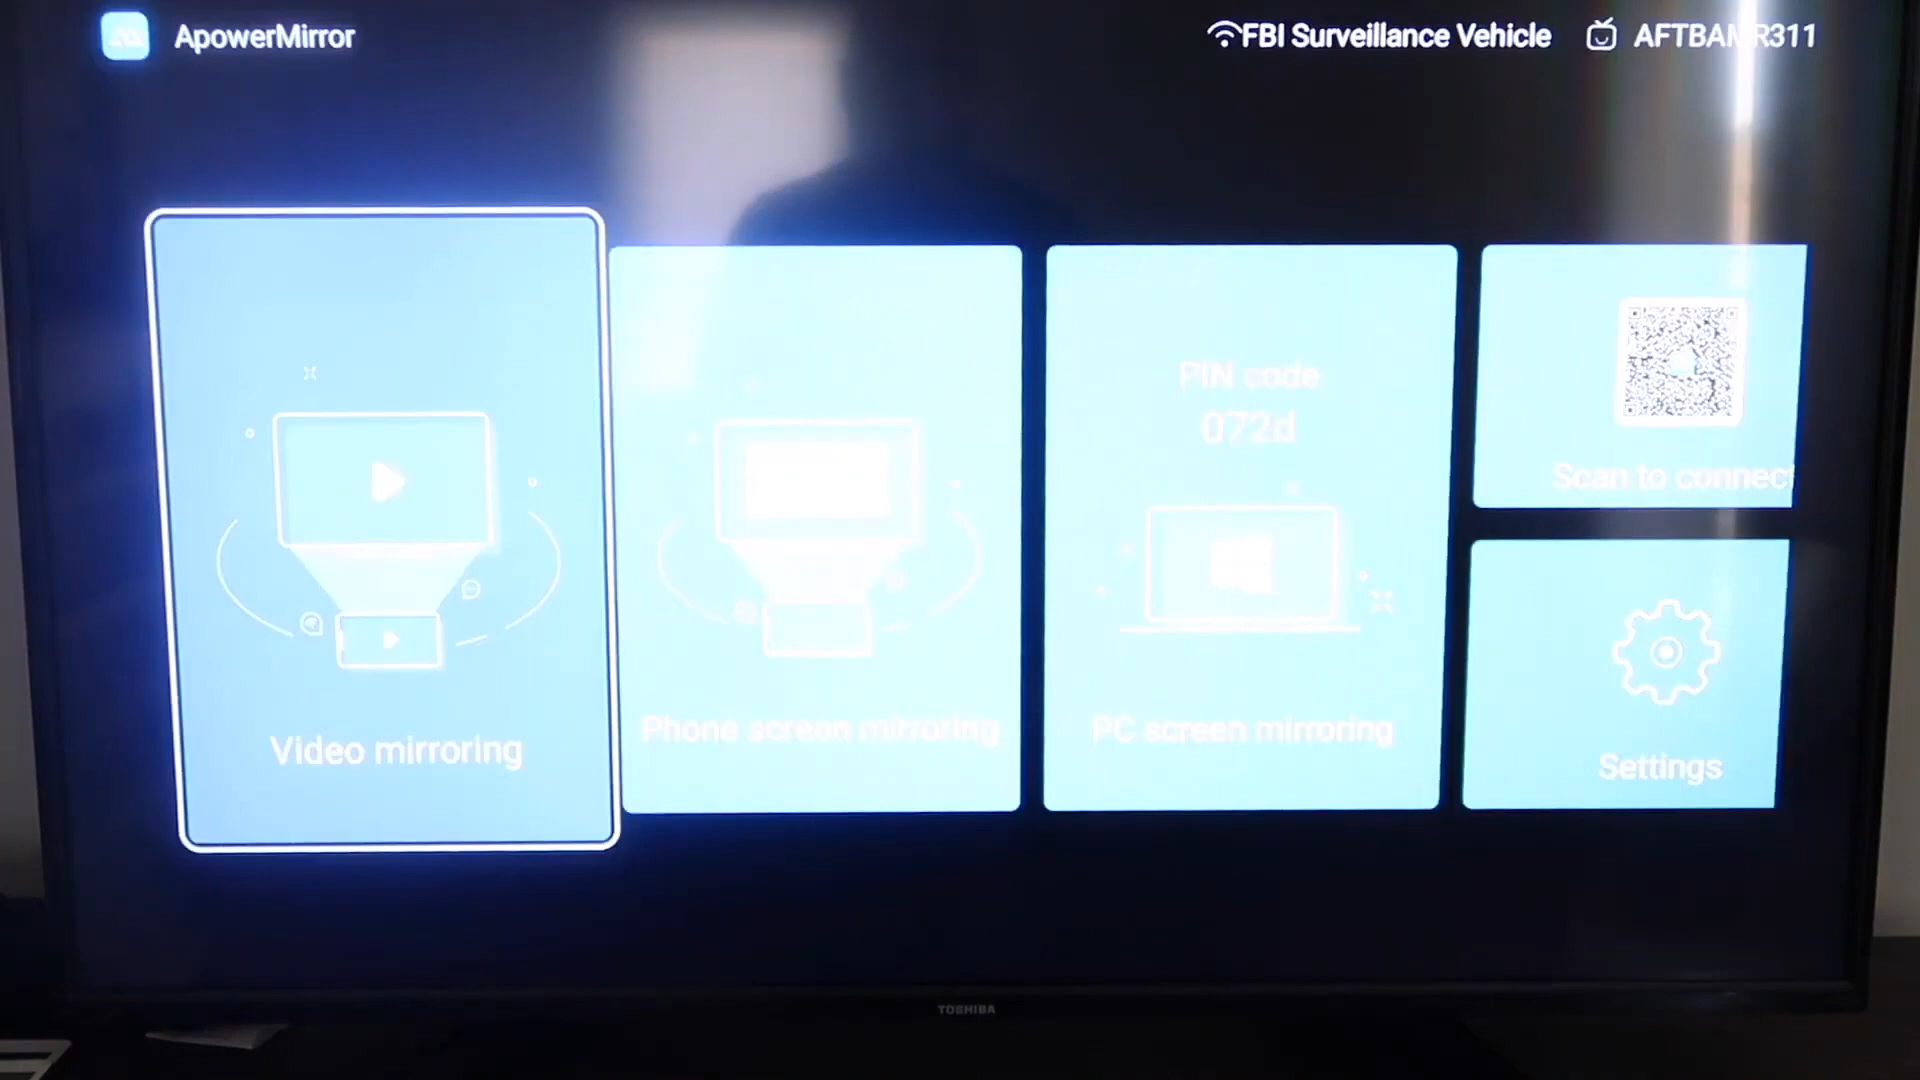 ApowerMirror
FBI Surveillance Vehicle
AFTBAMR311
PIN code
072d
Scan to connect
Video mirroring
Phone screen mirroring
PC screen mirroring
Settings
TOSHIBA